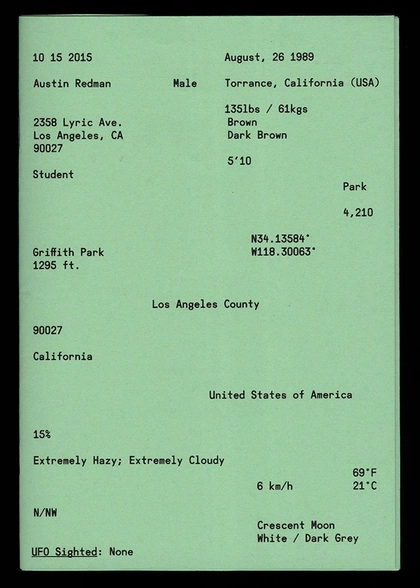 10 15 2015 August, 26 1989
Austin Redman Male Torrance, California (USA)
135lbs / 61kgs
2358 Lyric Ave. Brown
Los Angeles, CA Dark Brown
90027
5'10
Student
Park
4,210
N34.13584°
Griffith Park W118.30063°
1295 ft.
Los Angeles County
90027
California
United States of America
15%
Extremely Hazy; Extremely Cloudy
69°F
6 km/h 21°C
N/NW
Crescent Moon
White / Dark Grey
UFO Sighted: None